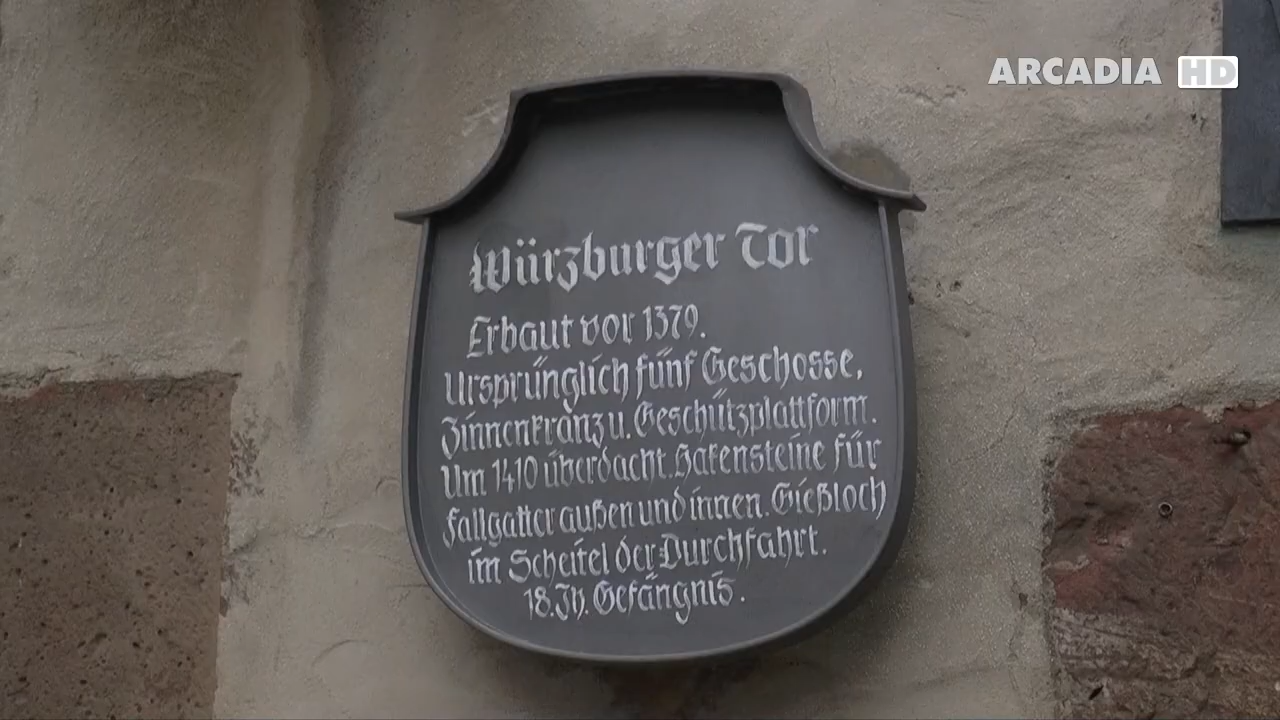 ARCADIA HD
Würzburger Tor
Erbaut vor 1379.
Ursprünglich fünf Geschosse,
Zinnenkranz u. Geschützplattform.
Um 1410 überdacht. Hakensteine für
Fallgatter außen und innen. Gießloch
im Scheitel der Durchfahrt.
18. Jh. Gefängnis.